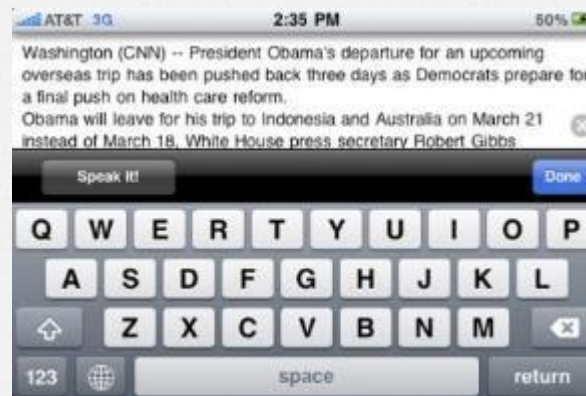 AT&T 3G 2:35 PM 50%
Washington (CNN) -- President Obama's departure for an upcoming
overseas trip has been pushed back three days as Democrats prepare for
a final push on health care reform.
Obama will leave for his trip to Indonesia and Australia on March 21
instead of March 18, White House press secretary Robert Gibbs
Speak it! Done
Q W E R T Y U I O P
A S D F G H J K L
Z X C V B N M
123 space return